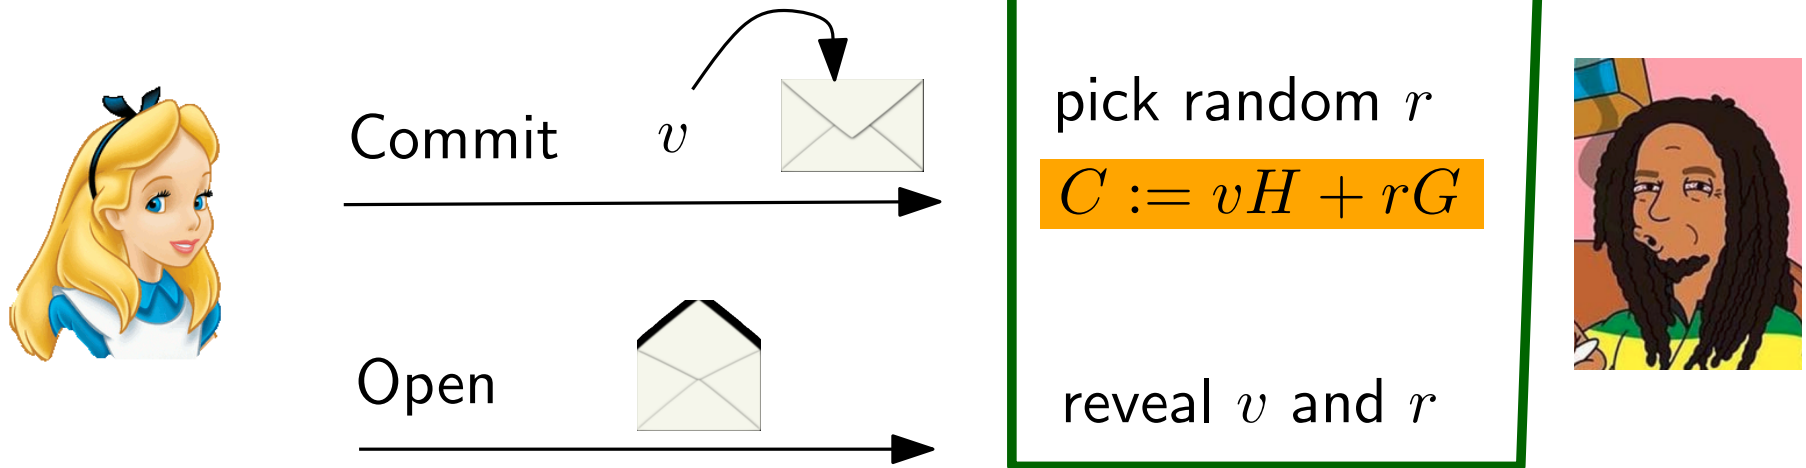 Commit v
pick random r
C := vH + rG
Open
reveal v and r